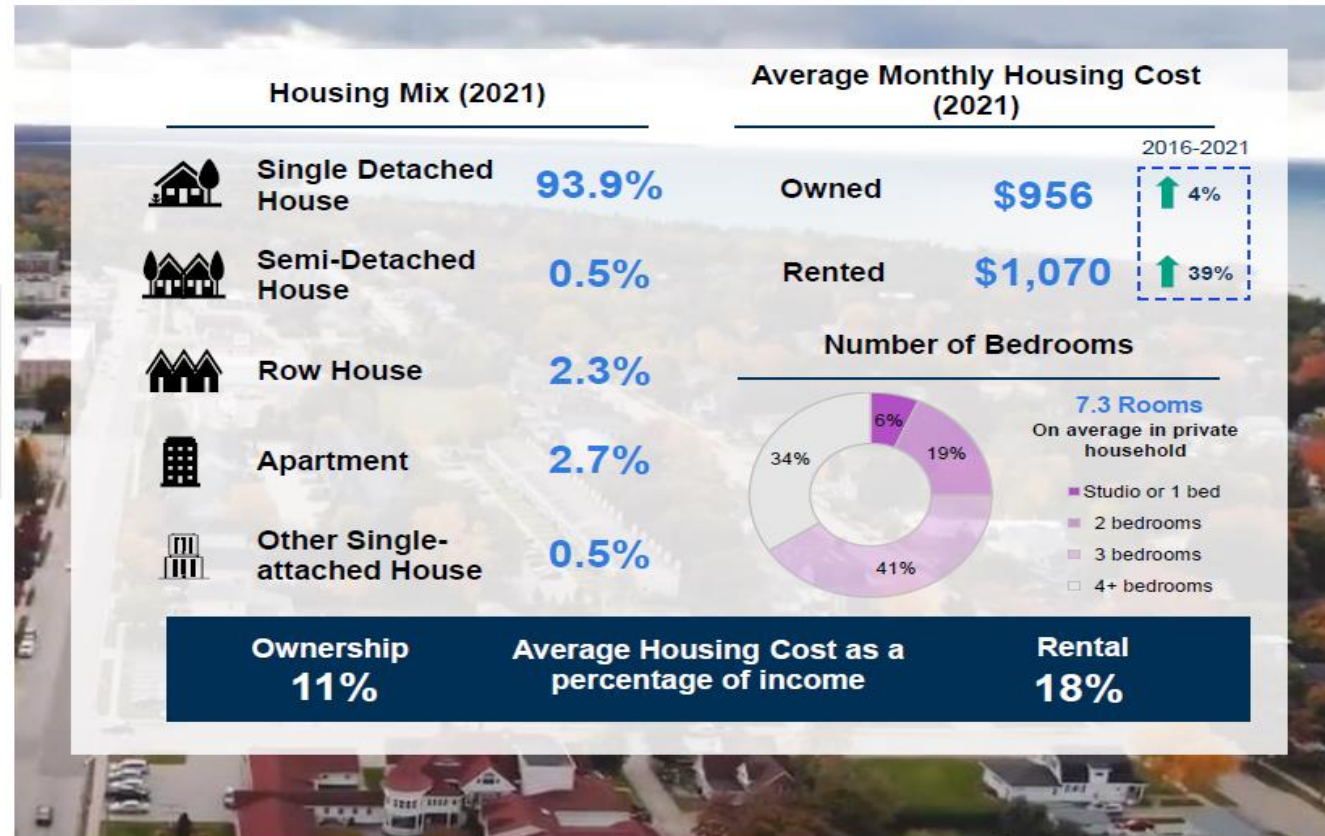 Housing Mix (2021)
Single Detached
House
93.9%
Semi-Detached
House
0.5%
Row House
2.3%
Apartment
2.7%
Other Single-
attached House
0.5%
Average Monthly Housing Cost
(2021)
2016-2021
Owned
$956
4%
Rented
$1,070
39%
Number of Bedrooms
6%
19%
41%
34%
7.3 Rooms
On average in private
household
Studio or 1 bed
2 bedrooms
3 bedrooms
4+ bedrooms
Ownership
11%
Average Housing Cost as a
percentage of income
Rental
18%